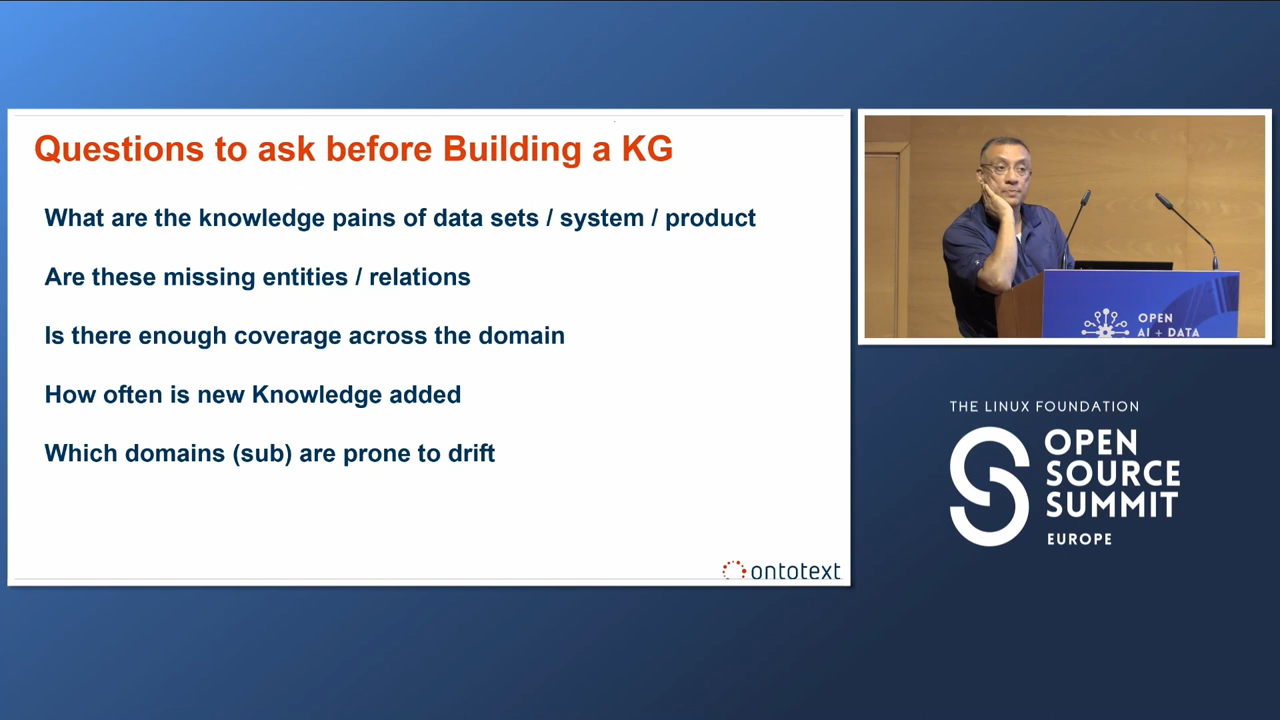 Questions to ask before Building a KG
What are the knowledge pains of data sets / system / product
Are these missing entities / relations
Is there enough coverage across the domain
How often is new Knowledge added
Which domains (sub) are prone to drift
ontotext
OPEN
AI + DATA
THE LINUX FOUNDATION
OPEN
SOURCE
SUMMIT
EUROPE